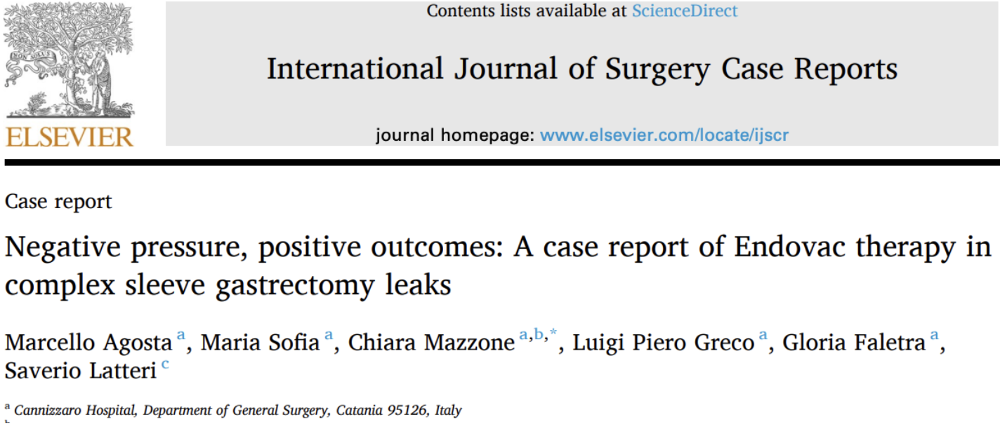 Contents lists available at ScienceDirect
International Journal of Surgery Case Reports
journal homepage: www.elsevier.com/locate/ijscr
NON SOLUS
ELSEVIER
Case report
Negative pressure, positive outcomes: A case report of Endovac therapy in
complex sleeve gastrectomy leaks
Marcello Agosta a, Maria Sofia a, Chiara Mazzone a,b,*, Luigi Piero Greco a, Gloria Faletra a,
Saverio Latteri c
a Cannizzaro Hospital, Department of General Surgery, Catania 95126, Italy